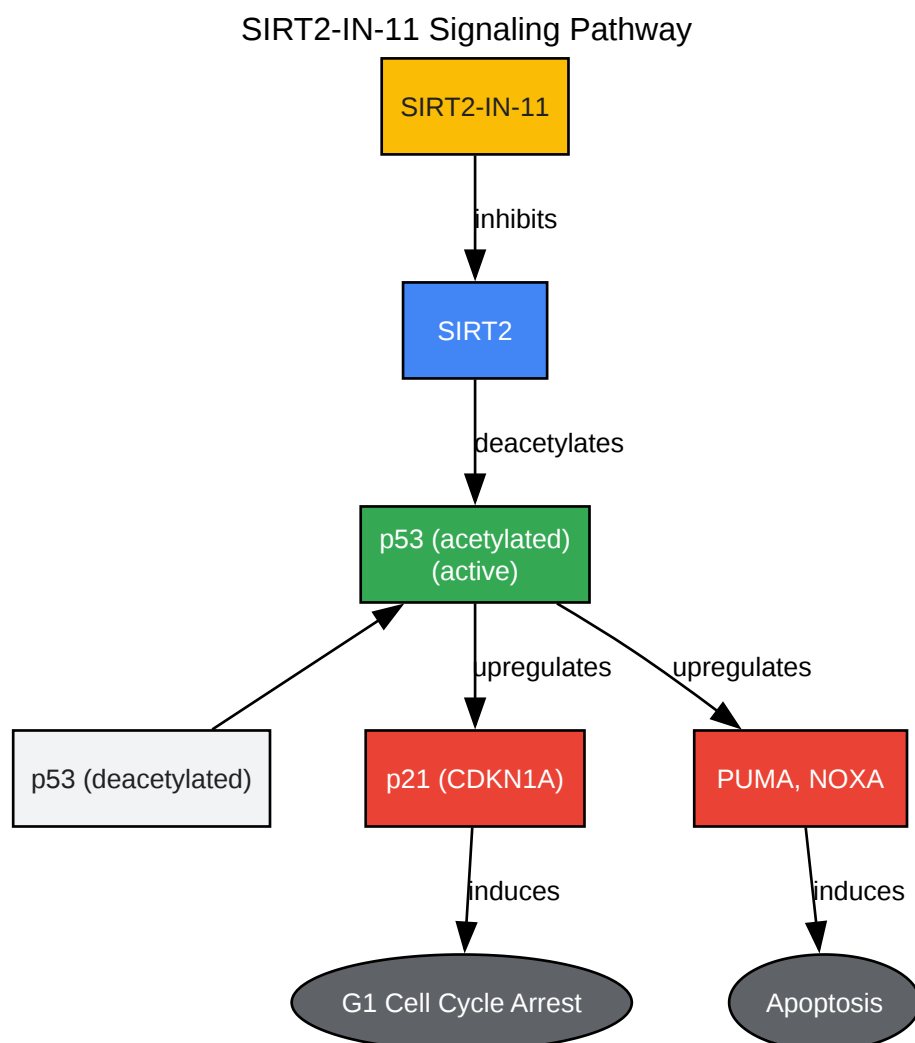 SIRT2-IN-11 Signaling Pathway
SIRT2-IN-11
inhibits
SIRT2
deacetylates
p53 (acetylated)
(active)
upregulates
upregulates
p53 (deacetylated)
p21 (CDKN1A)
PUMA, NOXA
induces
induces
G1 Cell Cycle Arrest
Apoptosis